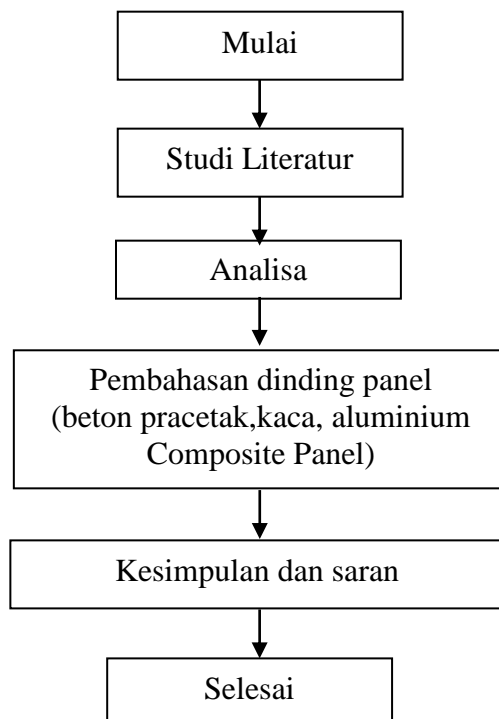 Mulai
Studi Literatur
Analisa
Pembahasan dinding panel
(beton pracetak,kaca, aluminium
Composite Panel)
Kesimpulan dan saran
Selesai